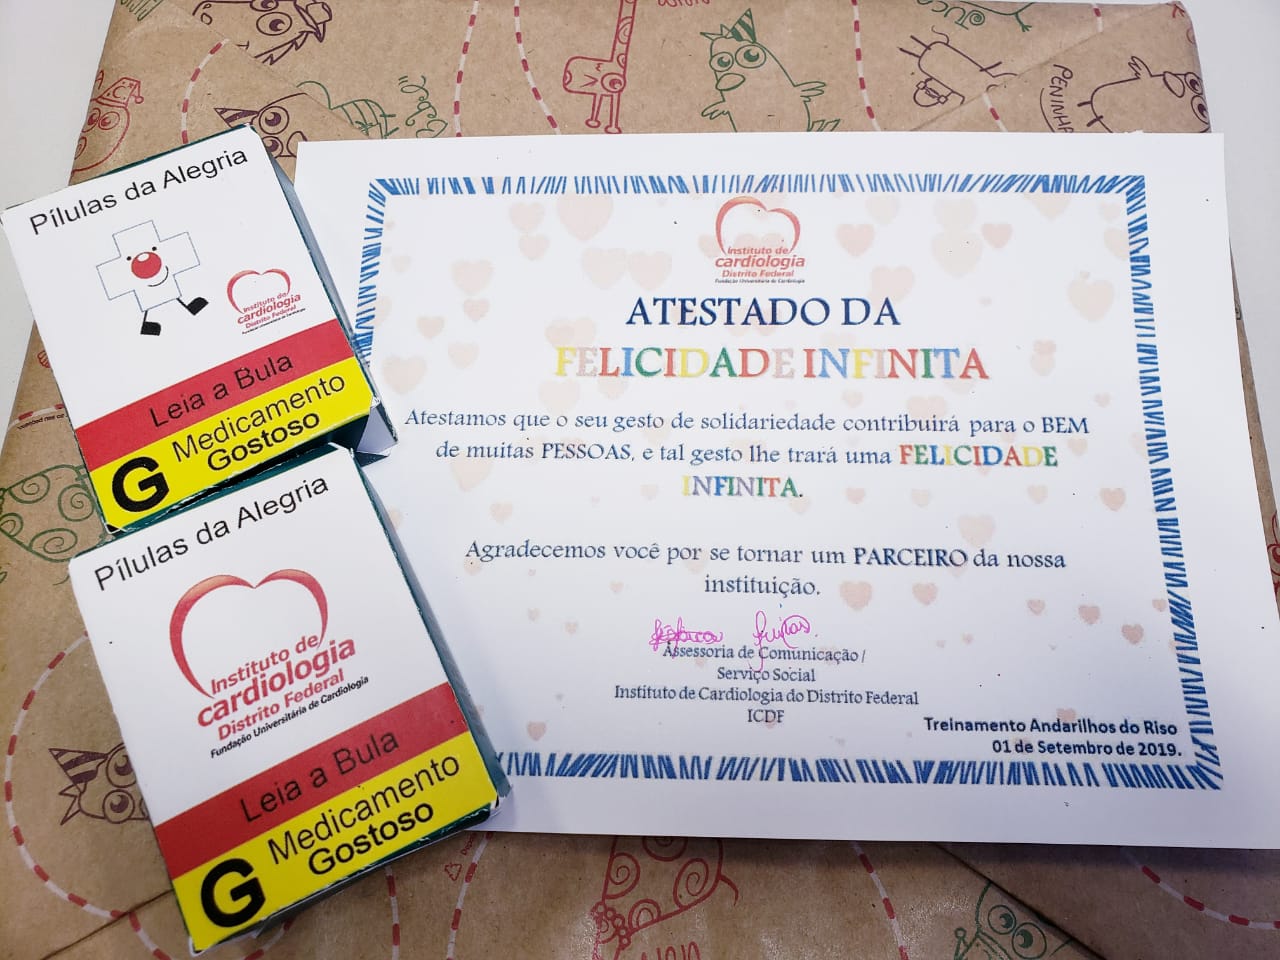 Pílulas da Alegria
Instituto de
cardiologia
Distrito Federal
Fundação Universitária de Cardiologia
Leia a Bula
G Medicamento
Gostoso
Pílulas da Alegria
Instituto de
cardiologia
Distrito Federal
Fundação Universitária de Cardiologia
Leia a Bula
G Medicamento
Gostoso
Instituto de
cardiologia
Distrito Federal
Fundação Universitária de Cardiologia
ATESTADO DA
FELICIDADE INFINITA
Atestamos que o seu gesto de solidariedade contribuirá para o BEM
de muitas PESSOAS, e tal gesto lhe trará uma FELICIDADE
INFINITA.
Agradecemos você por se tornar um PARCEIRO da nossa
instituição.
Assessoria de Comunicação /
Serviço Social
Instituto de Cardiologia do Distrito Federal
ICDF
Treinamento Andarilhos do Riso
01 de Setembro de 2019.
PENINHA